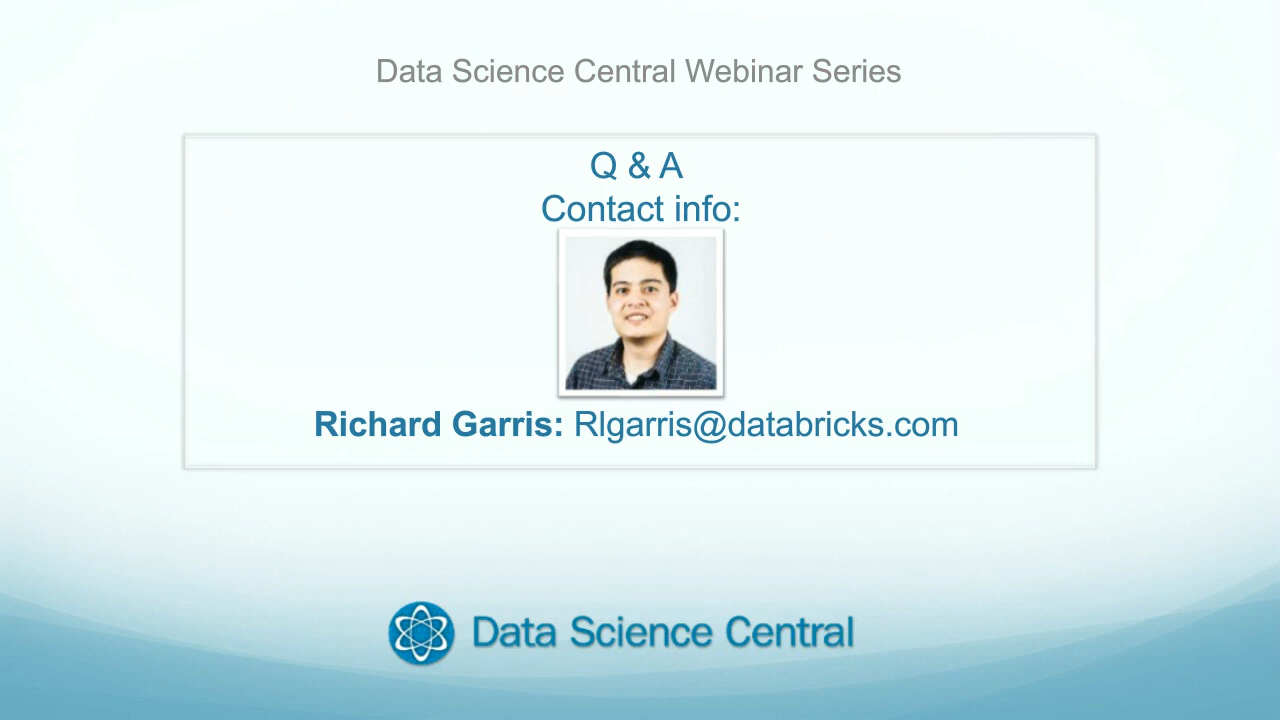 Data Science Central Webinar Series
Q & A
Contact info:
Richard Garris: Rlgarris@databricks.com
Data Science Central